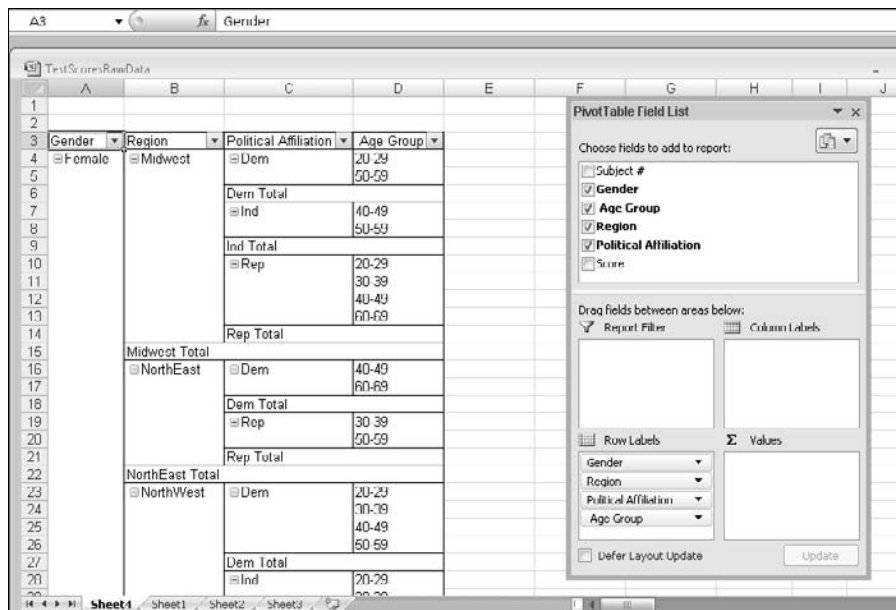 A3 fx Gender
TestScoresRawData
A B C D E F G H I J
1
2
3 Gender Region Political Affiliation Age Group
4 Female Midwest Dem 20-29
5 50-59
6 Dem Total
7 Ind 40-49
8 50-59
9 Ind Total
10 Rep 20-29
11 30-39
12 40-49
13 60-69
14 Rep Total
15 Midwest Total
16 NorthEast Dem 40-49
17 60-69
18 Dem Total
19 Rep 30-39
20 50-59
21 Rep Total
22 NorthEast Total
23 NorthWest Dem 20-29
24 30-39
25 40-49
26 50-59
27 Dem Total
28 Ind 20-29
Sheet4 Sheet1 Sheet2 Sheet3
PivotTable Field List
Choose fields to add to report:
Subject #
Gender
Age Group
Region
Political Affiliation
Score
Drag fields between areas below:
Report Filter Column Labels
Row Labels Σ Values
Gender
Region
Political Affiliation
Age Group
Defer Layout Update Update